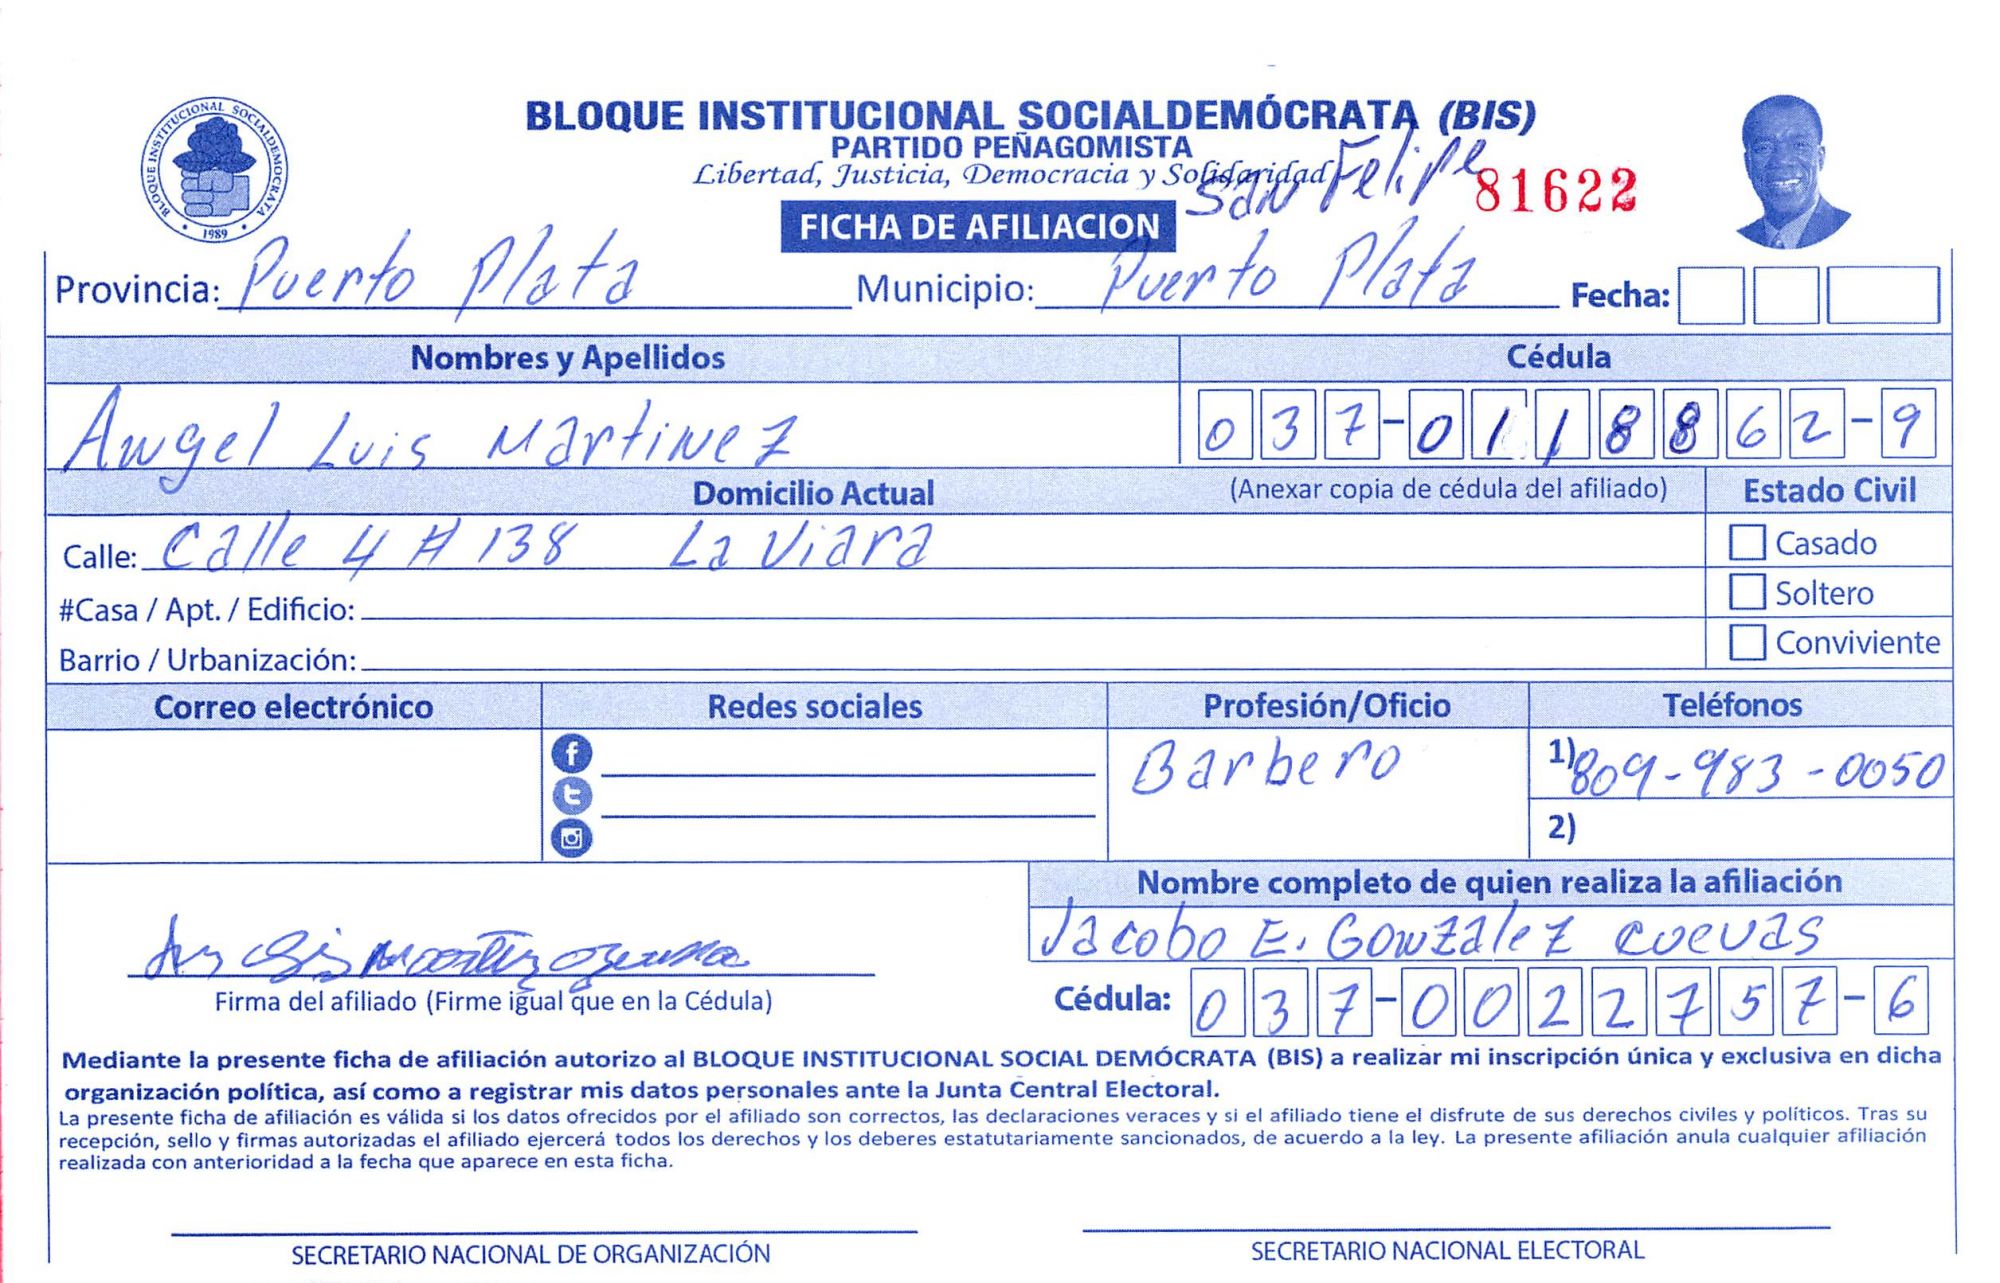 BLOQUE INSTITUCIONAL SOCIALDEMÓCRATA (BIS)
PARTIDO PEÑAGOMISTA
Libertad, Justicia, Democracia y Solidaridad
San Felipe
81622
BLOQUE INSTITUCIONAL SOCIALDEMOCRATA
1989
FICHA DE AFILIACION
Provincia: Puerto Plata Municipio: Puerto Plata Fecha:
Nombres y Apellidos Cédula
Angel Luis Martinez 037-0118862-9
Domicilio Actual (Anexar copia de cédula del afiliado) Estado Civil
Calle: Calle 4 # 138 La Viara Casado
#Casa / Apt. / Edificio: Soltero
Barrio / Urbanización: Conviviente
Correo electrónico Redes sociales Profesión/Oficio Teléfonos
Barbero 1) 809-983-0050
2)
Nombre completo de quien realiza la afiliación
Jacobo E. Gonzalez Cuevas
Firma del afiliado (Firme igual que en la Cédula) Cédula: 037-0022757-6
Mediante la presente ficha de afiliación autorizo al BLOQUE INSTITUCIONAL SOCIAL DEMÓCRATA (BIS) a realizar mi inscripción única y exclusiva en dicha
organización política, así como a registrar mis datos personales ante la Junta Central Electoral.
La presente ficha de afiliación es válida si los datos ofrecidos por el afiliado son correctos, las declaraciones veraces y si el afiliado tiene el disfrute de sus derechos civiles y políticos. Tras su
recepción, sello y firmas autorizadas el afiliado ejercerá todos los derechos y los deberes estatutariamente sancionados, de acuerdo a la ley. La presente afiliación anula cualquier afiliación
realizada con anterioridad a la fecha que aparece en esta ficha.
SECRETARIO NACIONAL DE ORGANIZACIÓN SECRETARIO NACIONAL ELECTORAL